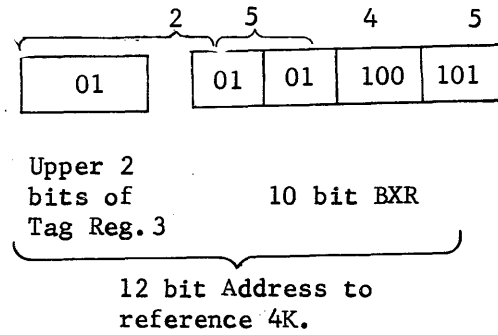 2 5 4 5
01 01 01 100 101
Upper 2
bits of
Tag Reg.3
10 bit BXR
12 bit Address to
reference 4K.